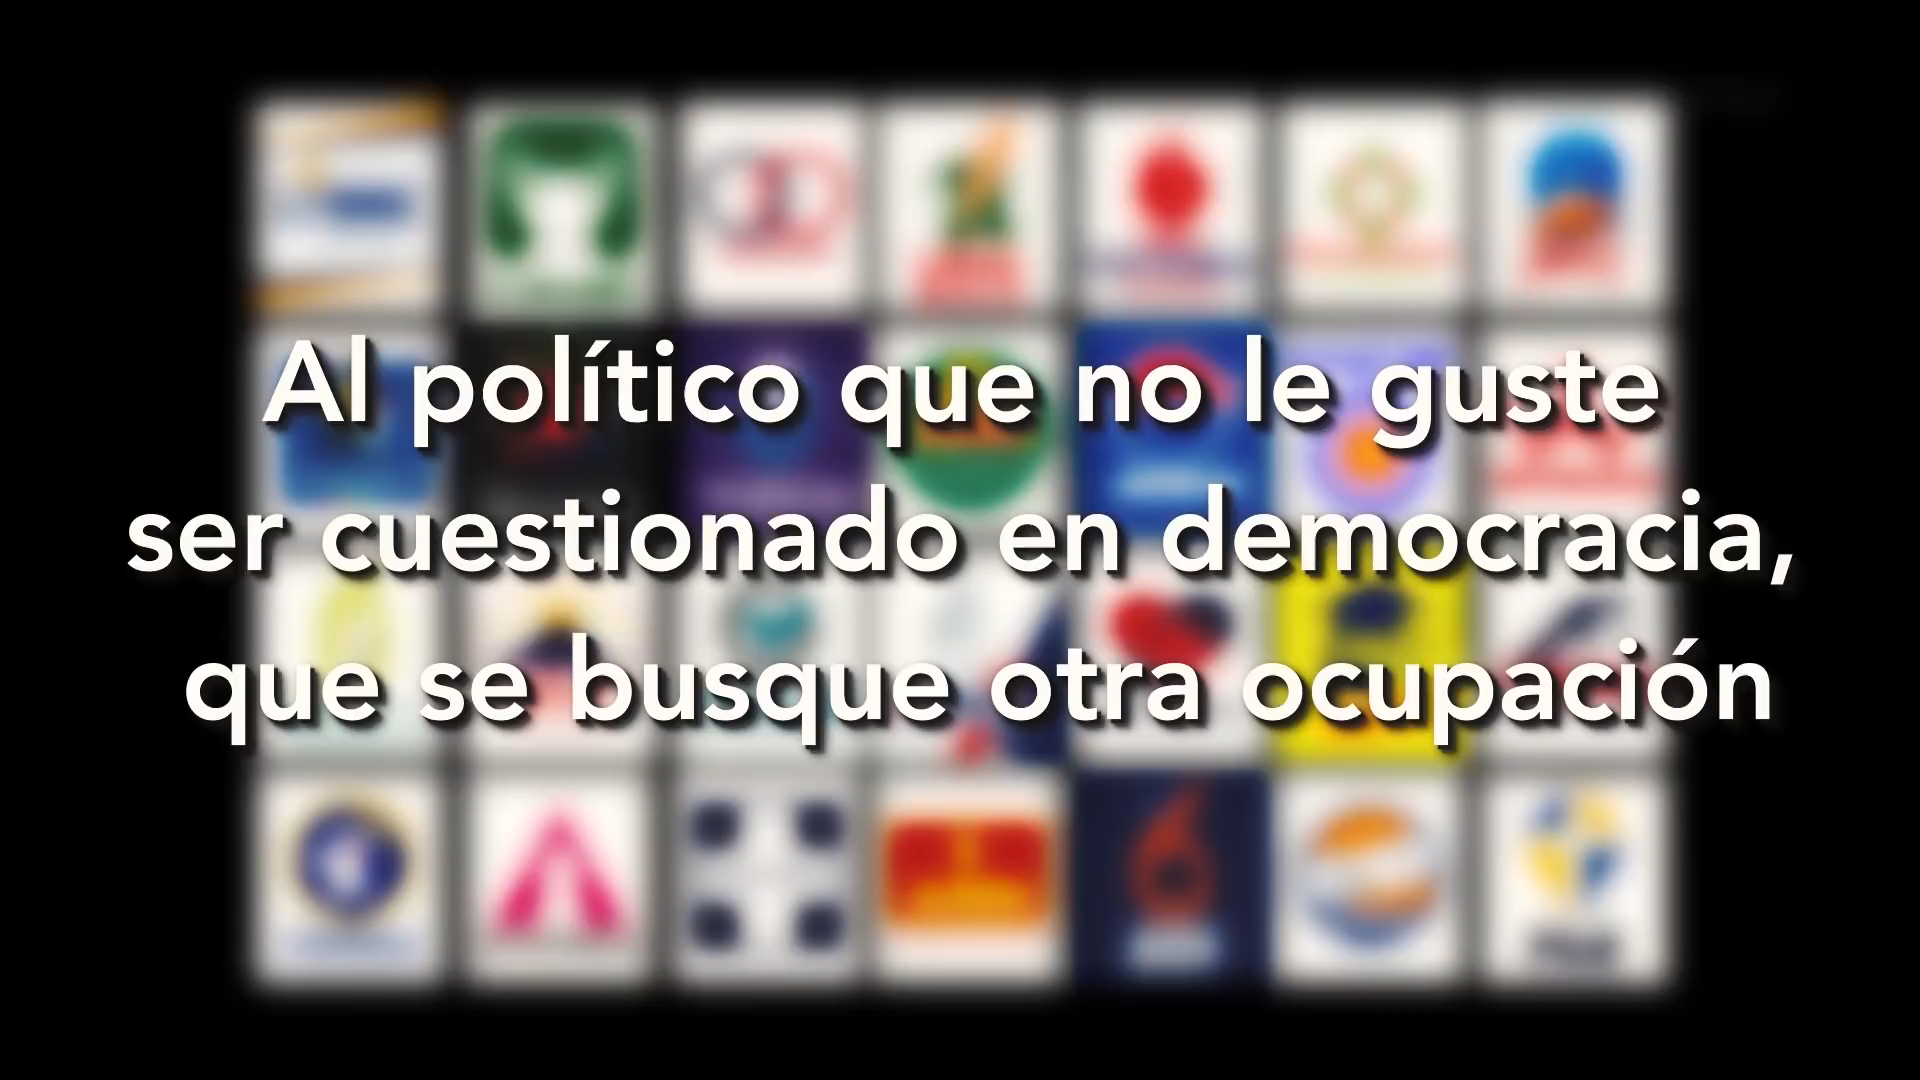 Al político que no le guste
ser cuestionado en democracia,
que se busque otra ocupación